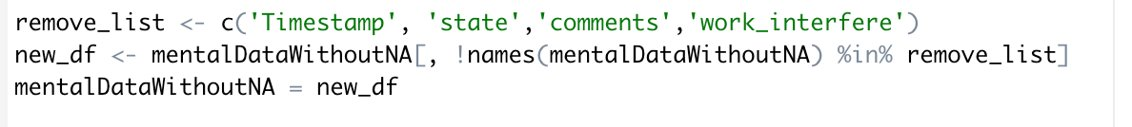 remove_list <- c('Timestamp', 'state','comments','work_interfere')
new_df <- mentalDataWithoutNA[, !names(mentalDataWithoutNA) %in% remove_list]
mentalDataWithoutNA = new_df